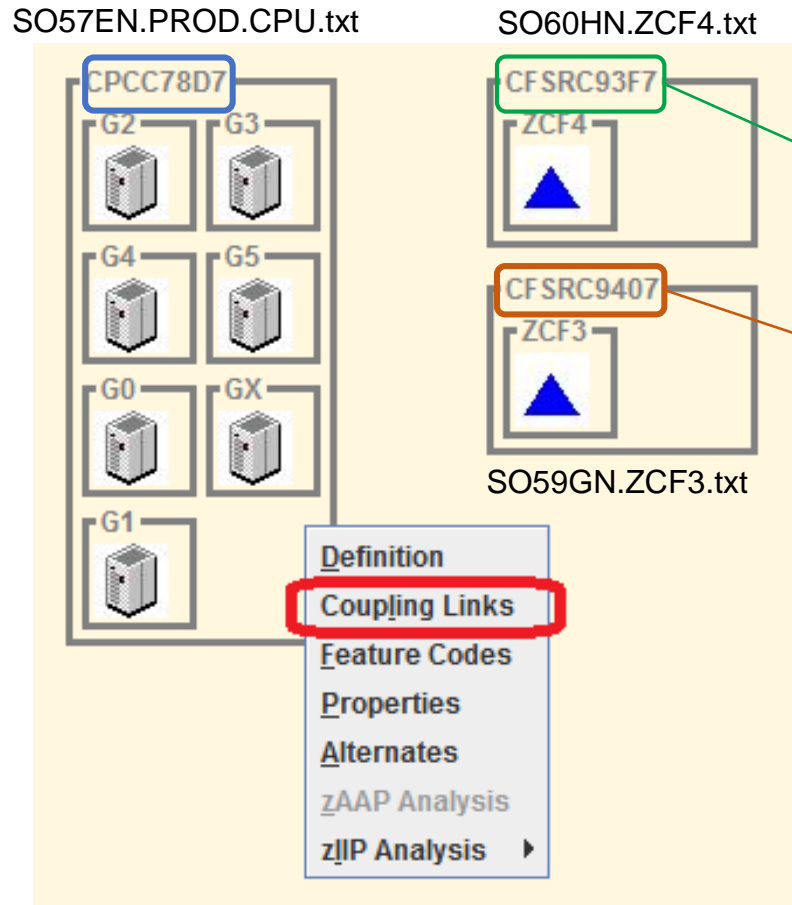 SO57EN.PROD.CPU.txt
SO60HN.ZCF4.txt
CPCC78D7
G2
G3
G4
G5
G0
GX
G1
CFSRC93F7
ZCF4
CFSRC9407
ZCF3
SO59GN.ZCF3.txt
Definition
Coupling Links
Feature Codes
Properties
Alternates
zAAP Analysis
zIIP Analysis